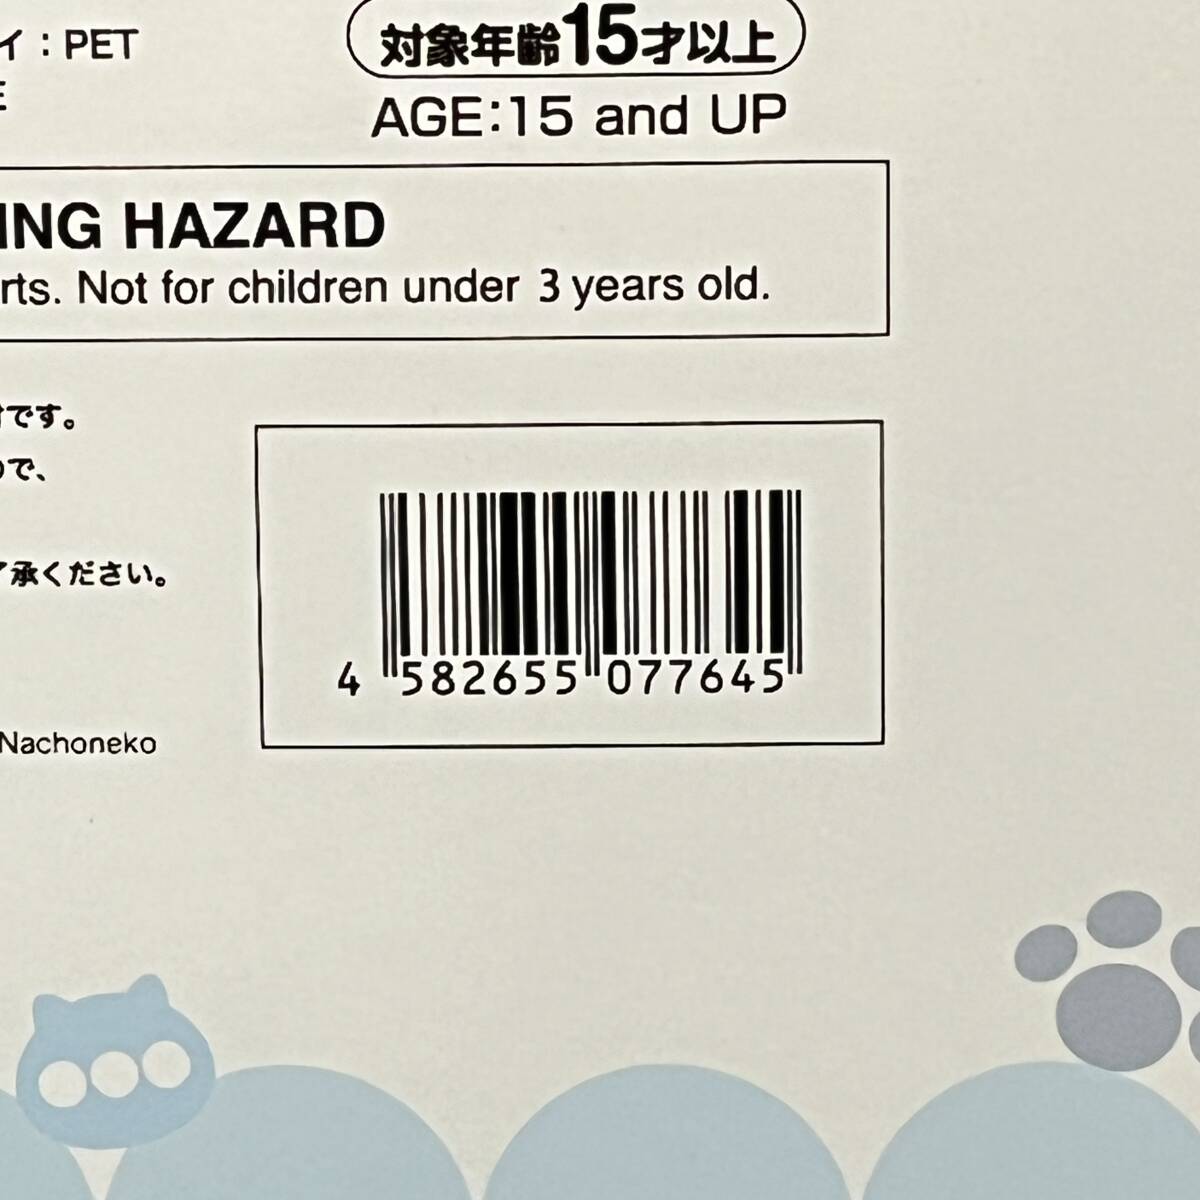 イ：PET
対象年齢15才以上
AGE:15 and UP
ING HAZARD
rts. Not for children under 3 years old.
です。
で、
承ください。
4 582655 077645
Nachoneko